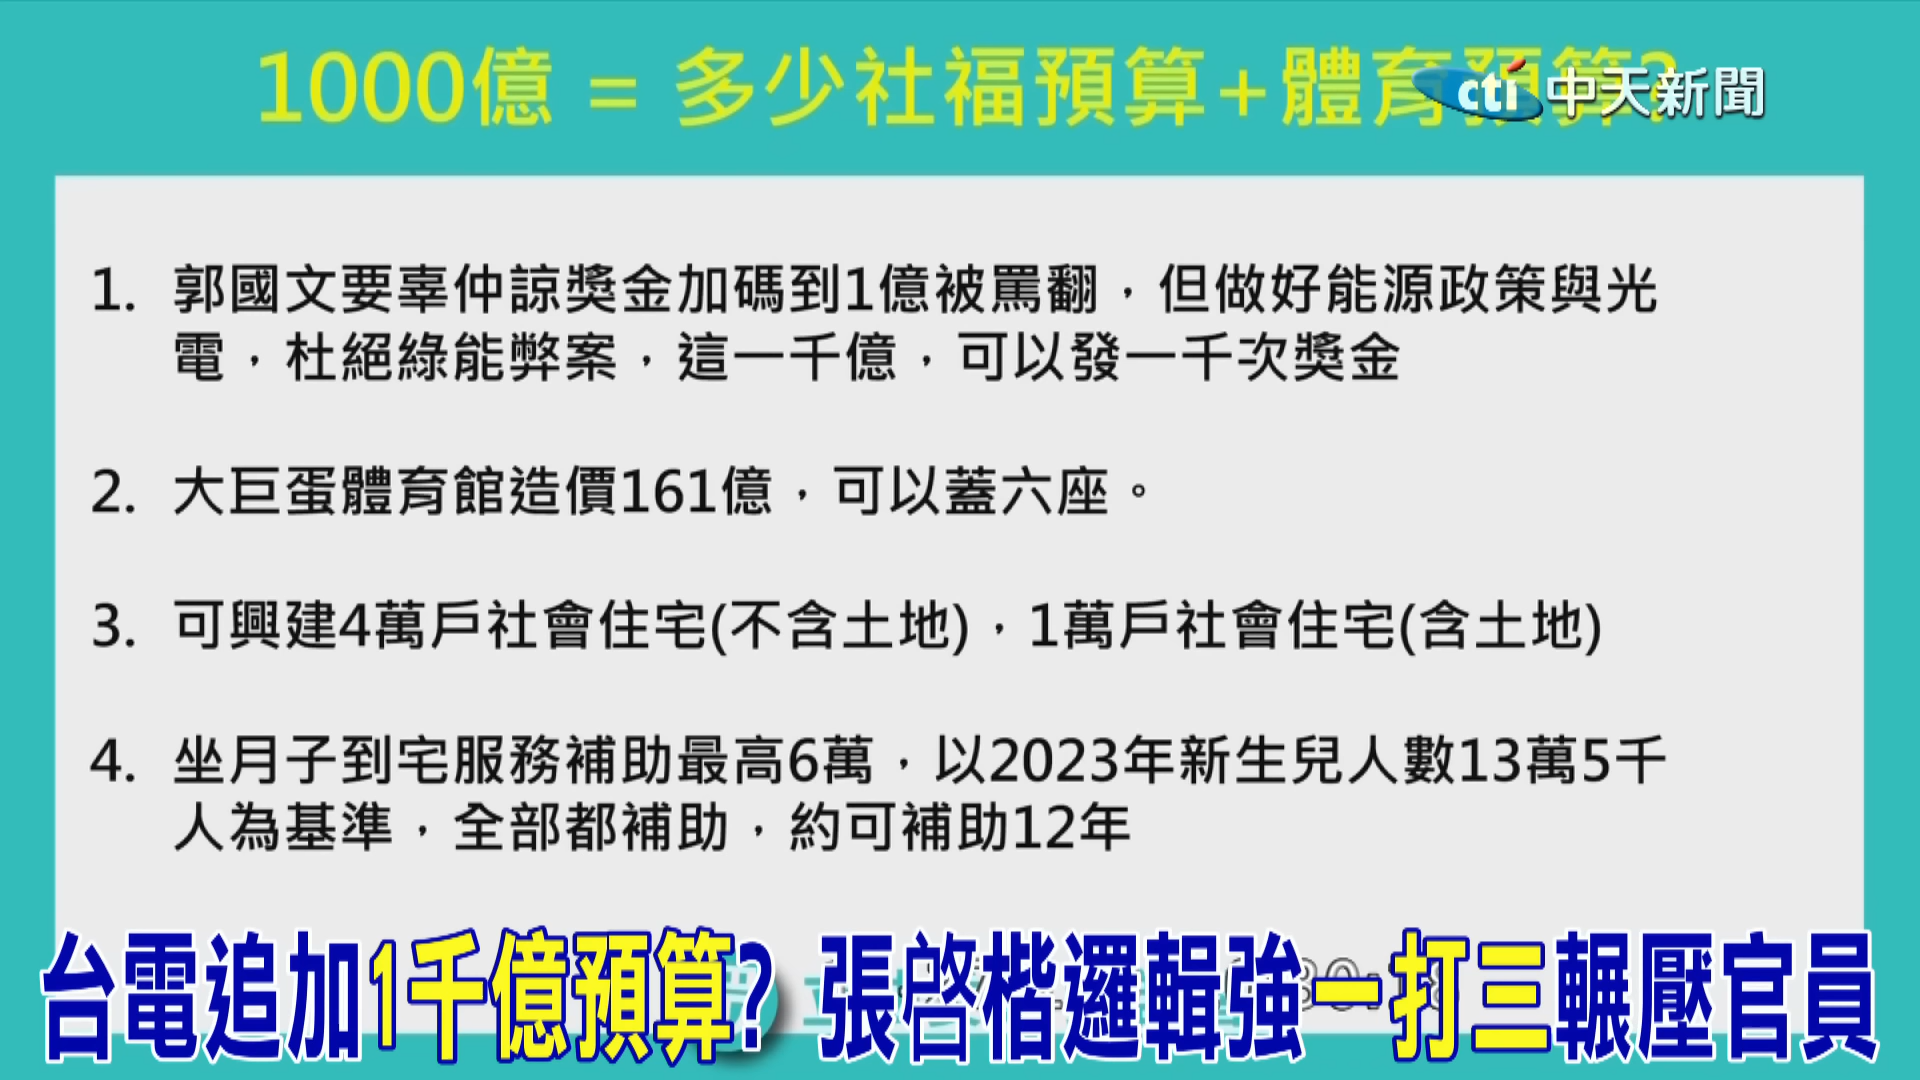 1000億 = 多少社福預算+體育預算?
cti 中天新聞
1. 郭國文要辜仲諒獎金加碼到1億被罵翻，但做好能源政策與光
電，杜絕綠能弊案，這一千億，可以發一千次獎金
2. 大巨蛋體育館造價161億，可以蓋六座。
3. 可興建4萬戶社會住宅(不含土地)，1萬戶社會住宅(含土地)
4. 坐月子到宅服務補助最高6萬，以2023年新生兒人數13萬5千
人為基準，全部都補助，約可補助12年
台電追加1千億預算? 張啓楷邏輯強一打三輾壓官員